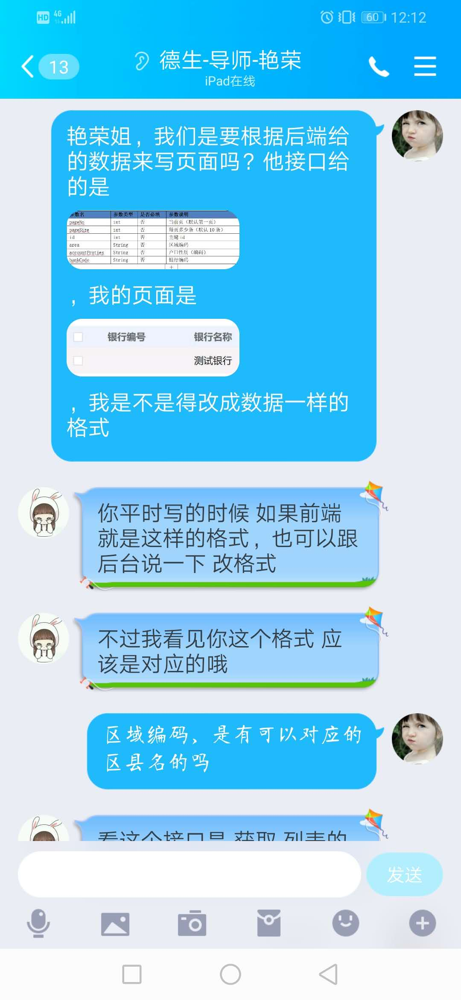 HD 4G 60 12:12
13
德生-导师-艳荣
iPad在线
艳荣姐，我们是要根据后端给
的数据来写页面吗？他接口给
的是
参数名 参数类型 是否必填 参数说明
pageNo int 否 当前页（默认第一页）
pageSize int 否 每页多少条（默认10条）
id int 否 主键id
area String 否 区域编码
accountProties String 否 户口性质（编码）
bankCode String 否 银行编码
，我的页面是
银行编号 银行名称
测试银行
，我是不是得改成数据一样的
格式
你平时写的时候 如果前端
就是这样的格式，也可以跟
后台说一下 改格式
不过我看见你这个格式 应
该是对应的哦
区域编码、是有可以对应的
区县名的吗
看这个接口是 获取 列表的
发送